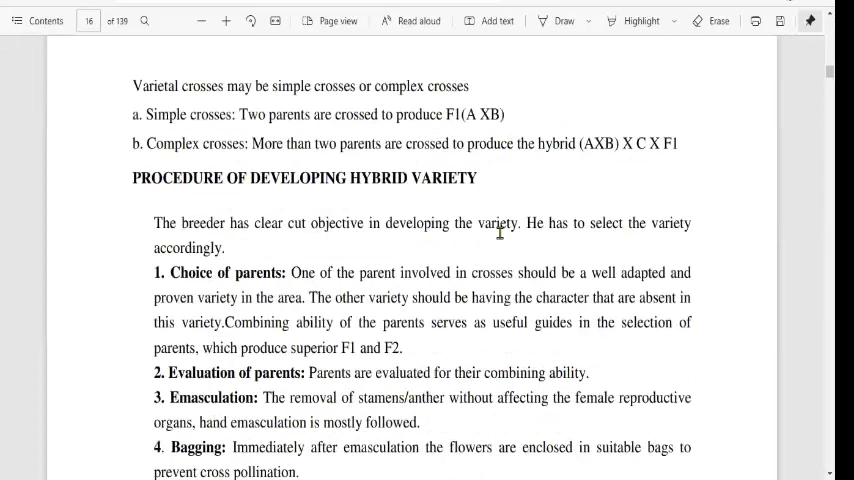 Contents 16 of 139 Page view Read aloud Add text Draw Highlight Erase
Varietal crosses may be simple crosses or complex crosses
a. Simple crosses: Two parents are crossed to produce F1(A XB)
b. Complex crosses: More than two parents are crossed to produce the hybrid (AXB) X C X F1
PROCEDURE OF DEVELOPING HYBRID VARIETY
The breeder has clear cut objective in developing the variety. He has to select the variety
accordingly.
1. Choice of parents: One of the parent involved in crosses should be a well adapted and
proven variety in the area. The other variety should be having the character that are absent in
this variety.Combining ability of the parents serves as useful guides in the selection of
parents, which produce superior F1 and F2.
2. Evaluation of parents: Parents are evaluated for their combining ability.
3. Emasculation: The removal of stamens/anther without affecting the female reproductive
organs, hand emasculation is mostly followed.
4. Bagging: Immediately after emasculation the flowers are enclosed in suitable bags to
prevent cross pollination.